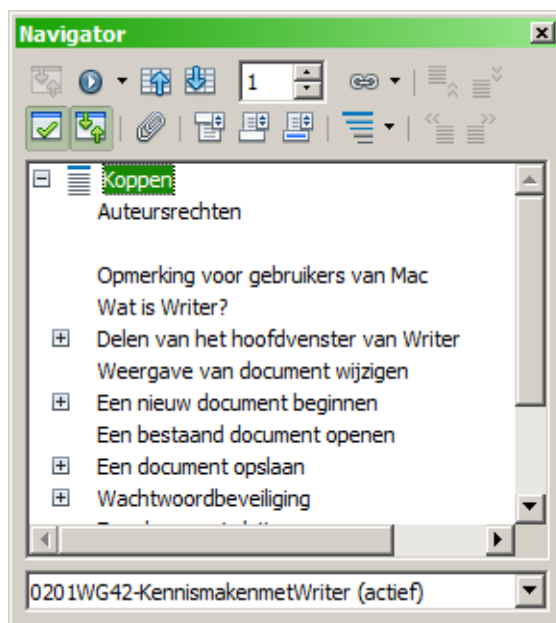 Navigator
1
Koppen
Auteursrechten
Opmerking voor gebruikers van Mac
Wat is Writer?
Delen van het hoofdvenster van Writer
Weergave van document wijzigen
Een nieuw document beginnen
Een bestaand document openen
Een document opslaan
Wachtwoordbeveiliging
0201WG42-KennismakenmetWriter (actief)